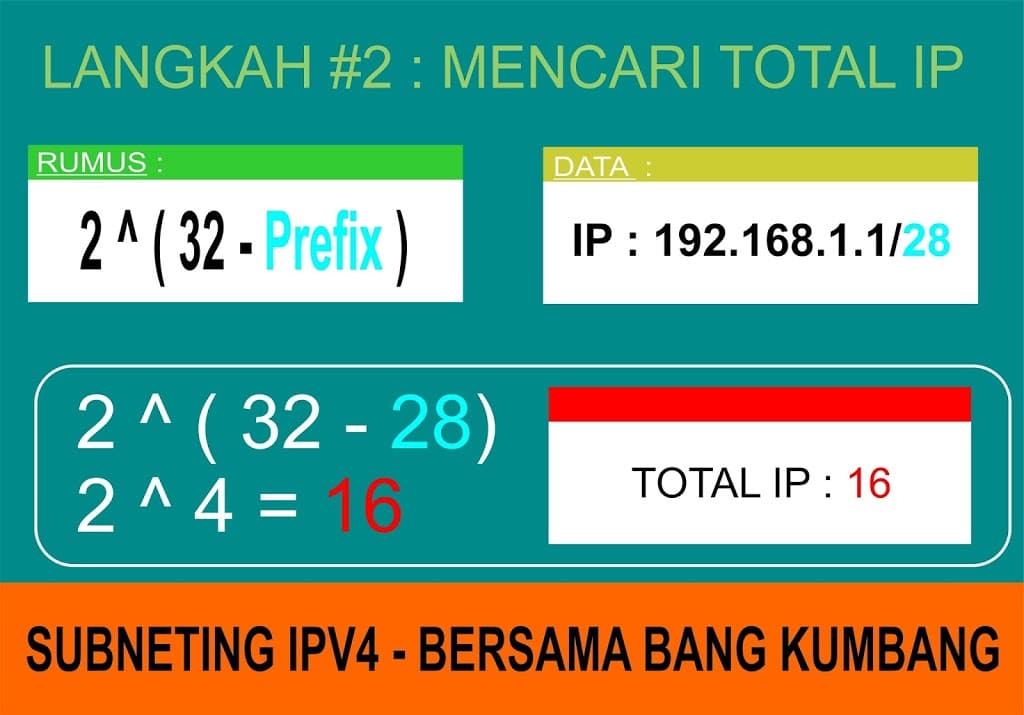 LANGKAH #2 : MENCARI TOTAL IP
RUMUS :
2 ^ ( 32 - Prefix )
DATA :
IP : 192.168.1.1/28
2 ^ ( 32 - 28)
2 ^ 4 = 16
TOTAL IP : 16
SUBNETING IPV4 - BERSAMA BANG KUMBANG